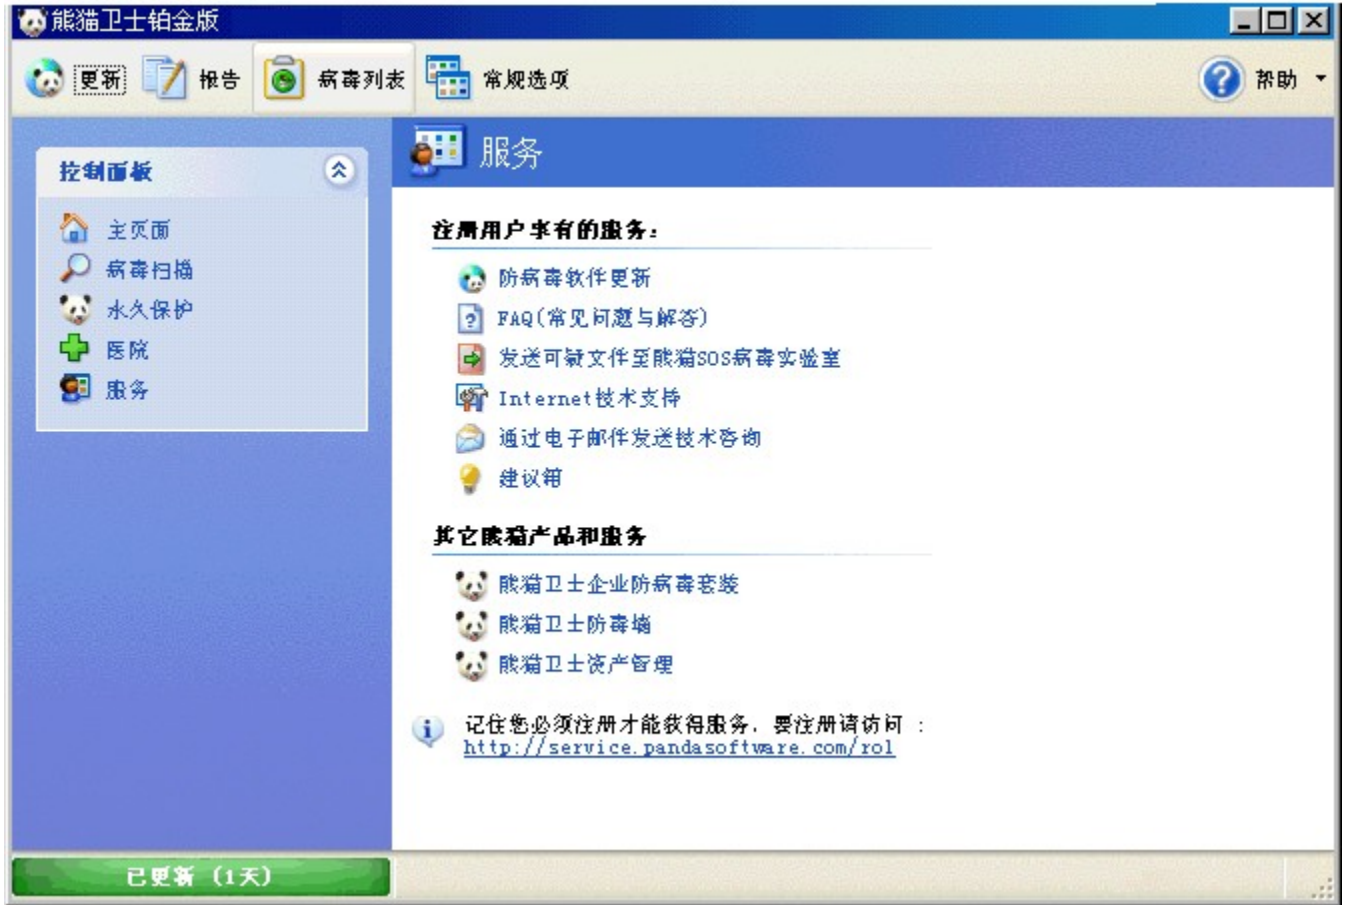 熊猫卫士铂金版
更新 报告 病毒列表 常规选项 帮助
控制面板
主页面
病毒扫描
永久保护
医院
服务
服务
注册用户享有的服务:
防病毒软件更新
FAQ(常见问题与解答)
发送可疑文件至熊猫SOS病毒实验室
Internet技术支持
通过电子邮件发送技术咨询
建议箱
其它熊猫产品和服务
熊猫卫士企业防病毒套装
熊猫卫士防毒墙
熊猫卫士资产管理
记住您必须注册才能获得服务. 要注册请访问 :
http://service.pandasoftware.com/rol
已更新 (1天)